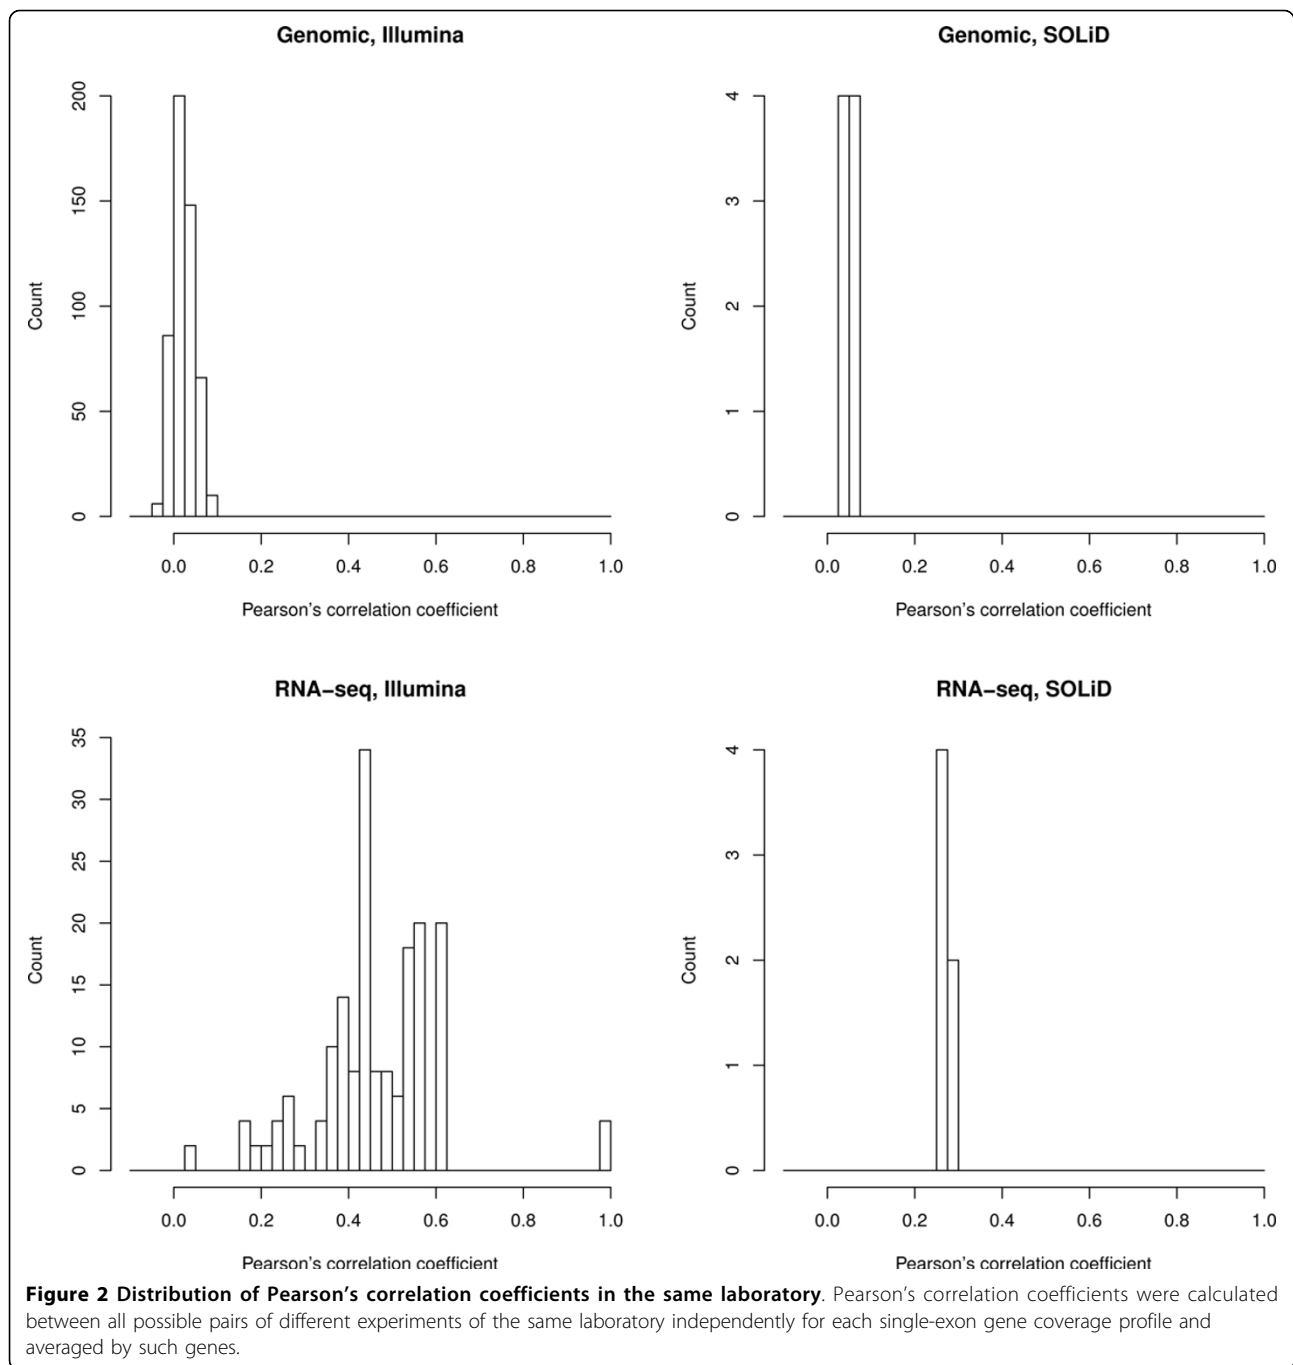 Genomic, Illumina
Count
0 50 100 150 200
0.0 0.2 0.4 0.6 0.8 1.0
Pearson's correlation coefficient
Genomic, SOLiD
Count
0 1 2 3 4
0.0 0.2 0.4 0.6 0.8 1.0
Pearson's correlation coefficient
RNA–seq, Illumina
Count
0 5 10 15 20 25 30 35
0.0 0.2 0.4 0.6 0.8 1.0
Pearson's correlation coefficient
RNA–seq, SOLiD
Count
0 1 2 3 4
0.0 0.2 0.4 0.6 0.8 1.0
Pearson's correlation coefficient
Figure 2 Distribution of Pearson's correlation coefficients in the same laboratory. Pearson's correlation coefficients were calculated
between all possible pairs of different experiments of the same laboratory independently for each single-exon gene coverage profile and
averaged by such genes.